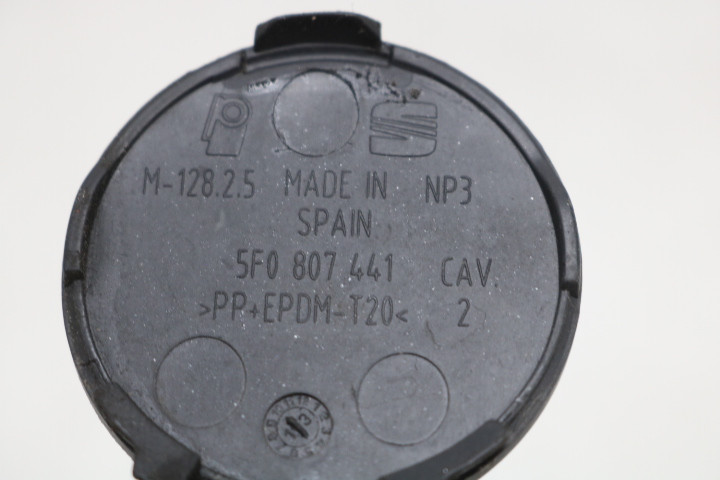 M-128.2.5 MADE IN NP3
SPAIN
5F0 807 441 CAV.
>PP+EPDM-T20< 2